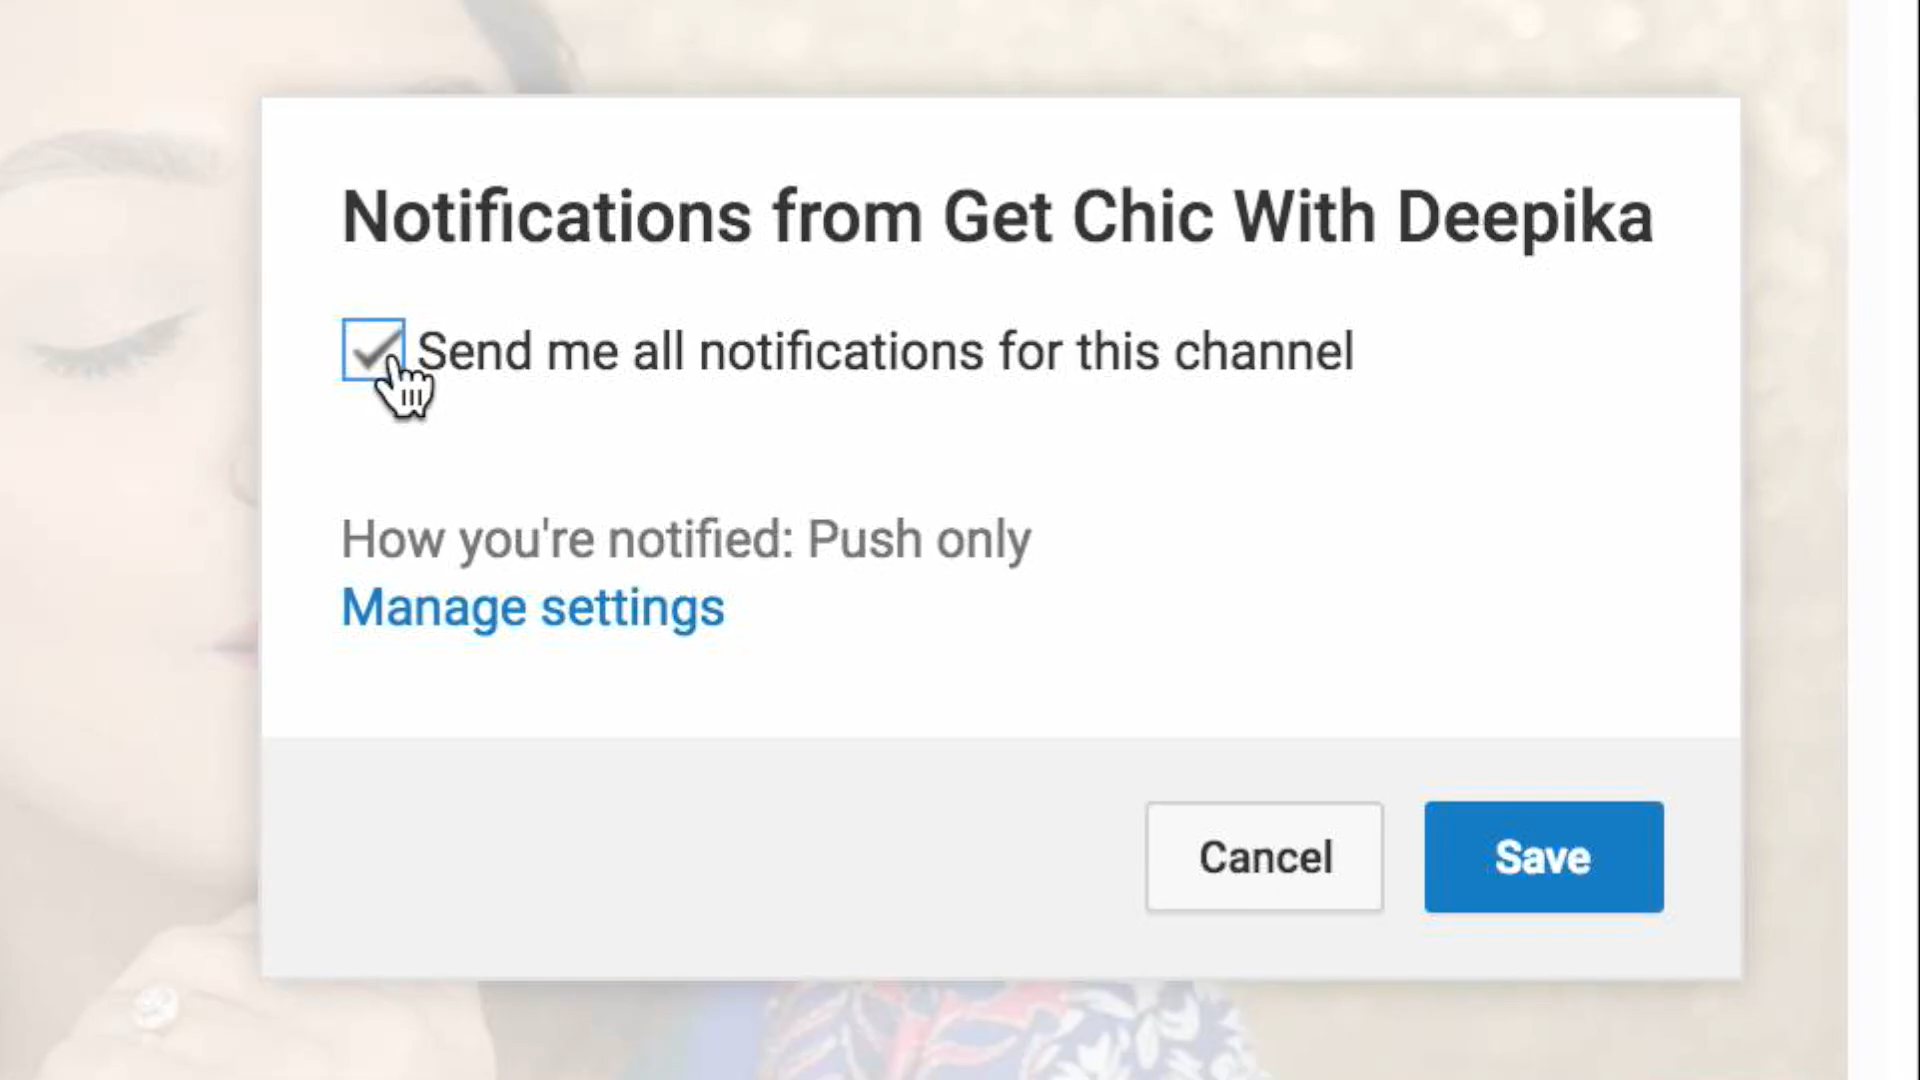 Notifications from Get Chic With Deepika
Send me all notifications for this channel
How you're notified: Push only
Manage settings
Cancel
Save